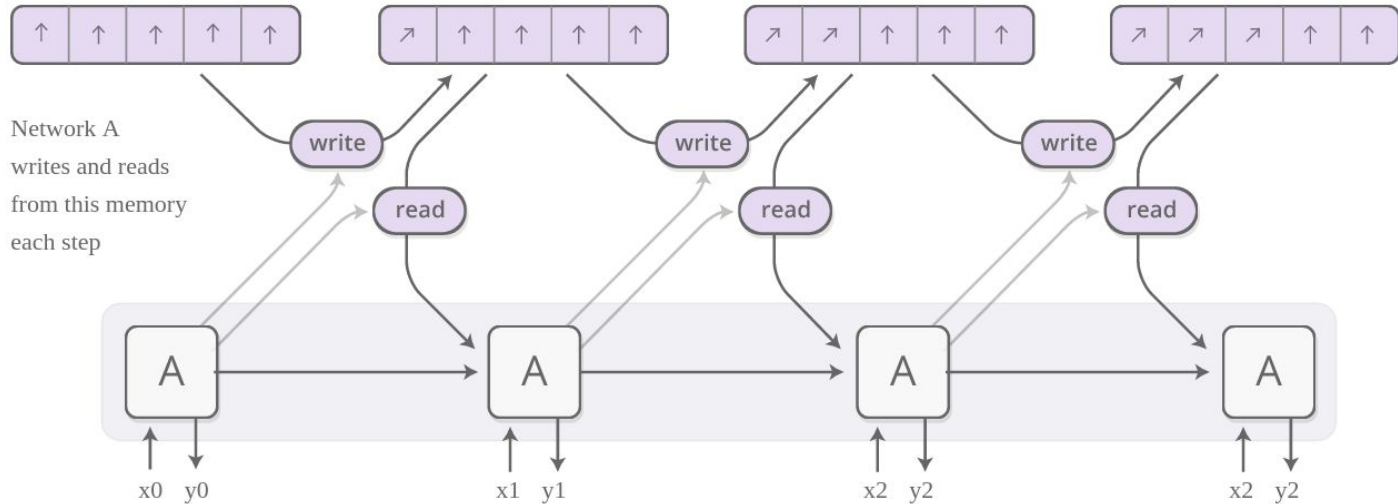 write
write
write
Network A
writes and reads
from this memory
each step
read
read
read
A
A
A
A
x0 y0
x1 y1
x2 y2
x2 y2